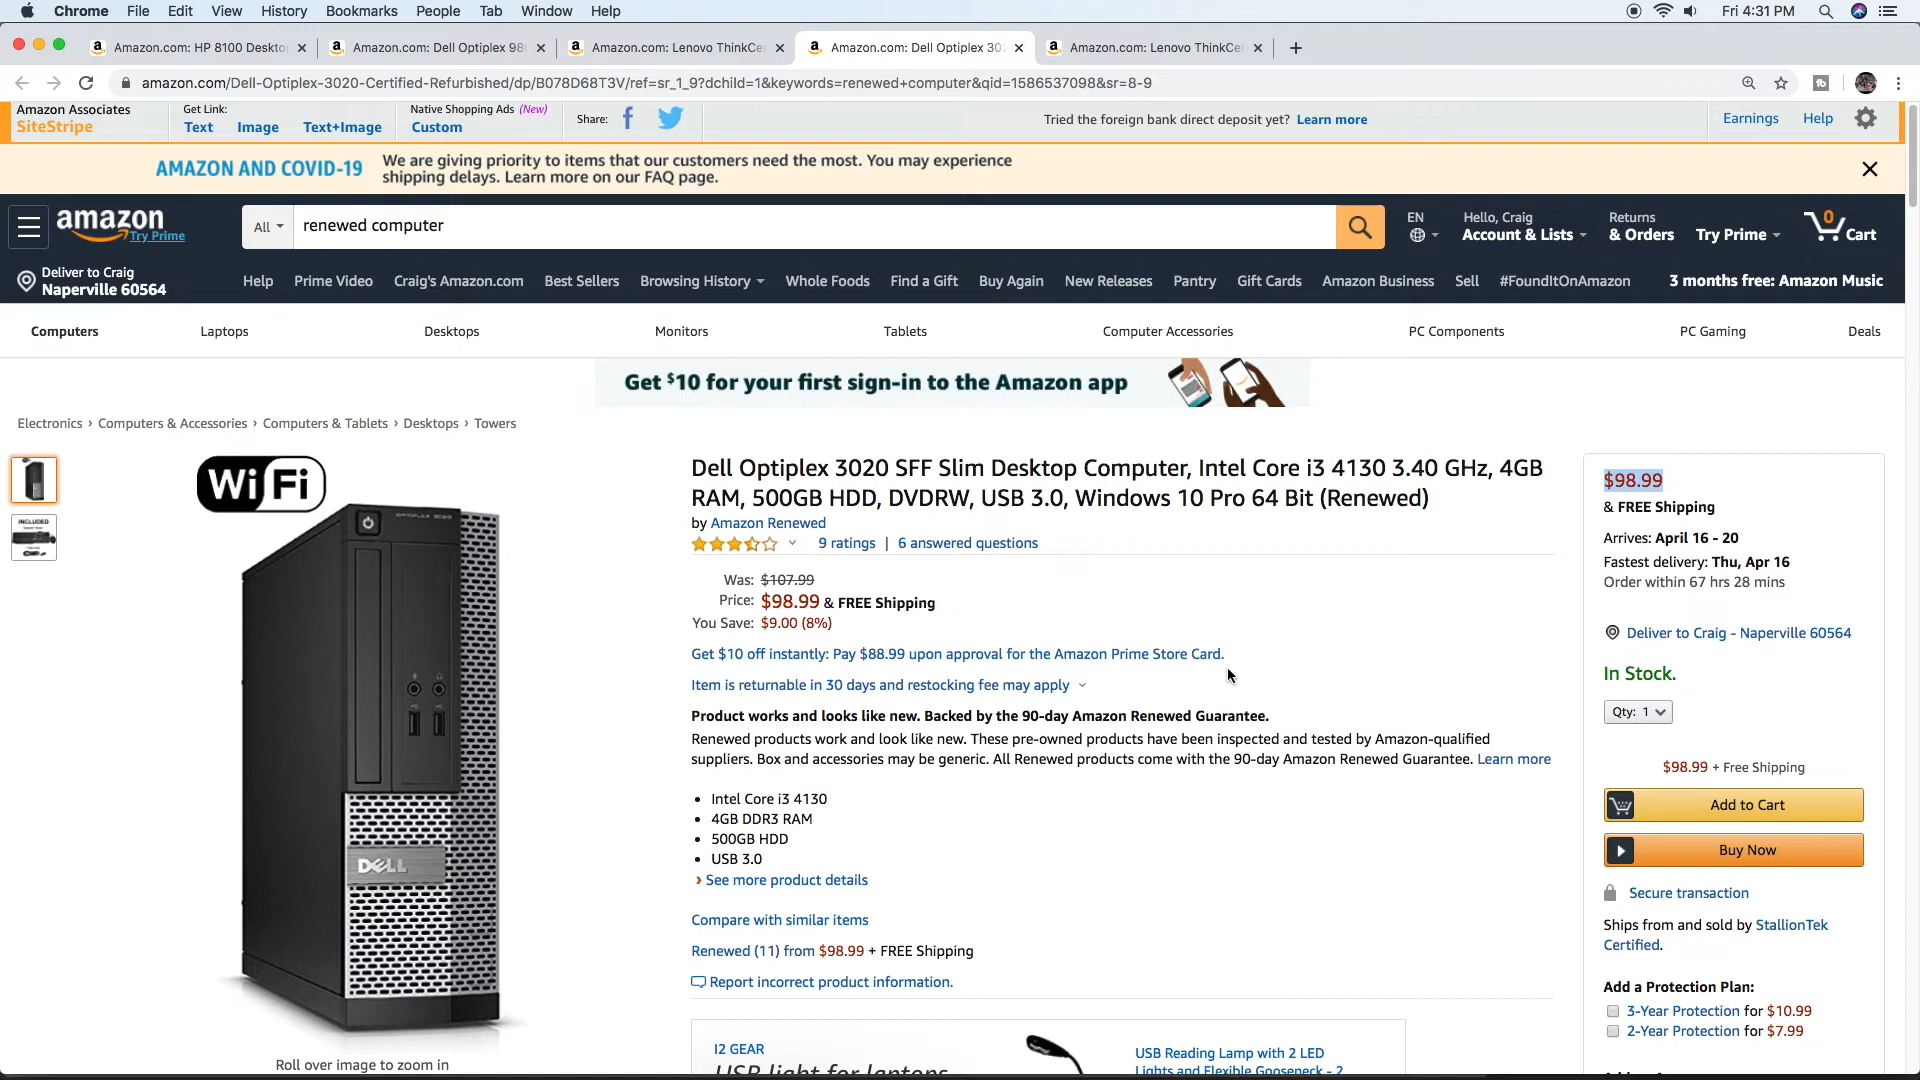 Chrome File Edit View History Bookmarks People Tab Window Help Fri 4:31 PM
Amazon.com: HP 8100 Deskto
Amazon.com: Dell Optiplex 98
Amazon.com: Lenovo ThinkCe
Amazon.com: Dell Optiplex 30
Amazon.com: Lenovo ThinkCe
amazon.com/Dell-Optiplex-3020-Certified-Refurbished/dp/B078D68T3V/ref=sr_1_9?dchild=1&keywords=renewed+computer&qid=1586537098&sr=8-9
Amazon Associates
SiteStripe
Get Link:
Text Image Text+Image
Native Shopping Ads (New)
Custom
Share:
Tried the foreign bank direct deposit yet? Learn more
Earnings Help
AMAZON AND COVID-19
We are giving priority to items that our customers need the most. You may experience
shipping delays. Learn more on our FAQ page.
amazon
Try Prime
All
renewed computer
EN
Hello, Craig
Account & Lists
Returns
& Orders
Try Prime
0
Cart
Deliver to Craig
Naperville 60564
Help Prime Video Craig's Amazon.com Best Sellers Browsing History Whole Foods Find a Gift Buy Again New Releases Pantry Gift Cards Amazon Business Sell #FoundItOnAmazon
3 months free: Amazon Music
Computers Laptops Desktops Monitors Tablets Computer Accessories PC Components PC Gaming Deals
Get $10 for your first sign-in to the Amazon app
Electronics › Computers & Accessories › Computers & Tablets › Desktops › Towers
INCLUDED
Wi Fi
OPTIPLEX 3020
DELL
Roll over image to zoom in
Dell Optiplex 3020 SFF Slim Desktop Computer, Intel Core i3 4130 3.40 GHz, 4GB
RAM, 500GB HDD, DVDRW, USB 3.0, Windows 10 Pro 64 Bit (Renewed)
by Amazon Renewed
9 ratings | 6 answered questions
Was: $107.99
Price: $98.99 & FREE Shipping
You Save: $9.00 (8%)
Get $10 off instantly: Pay $88.99 upon approval for the Amazon Prime Store Card.
Item is returnable in 30 days and restocking fee may apply
Product works and looks like new. Backed by the 90-day Amazon Renewed Guarantee.
Renewed products work and look like new. These pre-owned products have been inspected and tested by Amazon-qualified
suppliers. Box and accessories may be generic. All Renewed products come with the 90-day Amazon Renewed Guarantee. Learn more
• Intel Core i3 4130
• 4GB DDR3 RAM
• 500GB HDD
• USB 3.0
› See more product details
Compare with similar items
Renewed (11) from $98.99 + FREE Shipping
Report incorrect product information.
I2 GEAR
USB light for laptops
USB Reading Lamp with 2 LED
Lights and Flexible Gooseneck - 2
$98.99
& FREE Shipping
Arrives: April 16 - 20
Fastest delivery: Thu, Apr 16
Order within 67 hrs 28 mins
Deliver to Craig - Naperville 60564
In Stock.
Qty: 1
$98.99 + Free Shipping
Add to Cart
Buy Now
Secure transaction
Ships from and sold by StallionTek
Certified.
Add a Protection Plan:
3-Year Protection for $10.99
2-Year Protection for $7.99